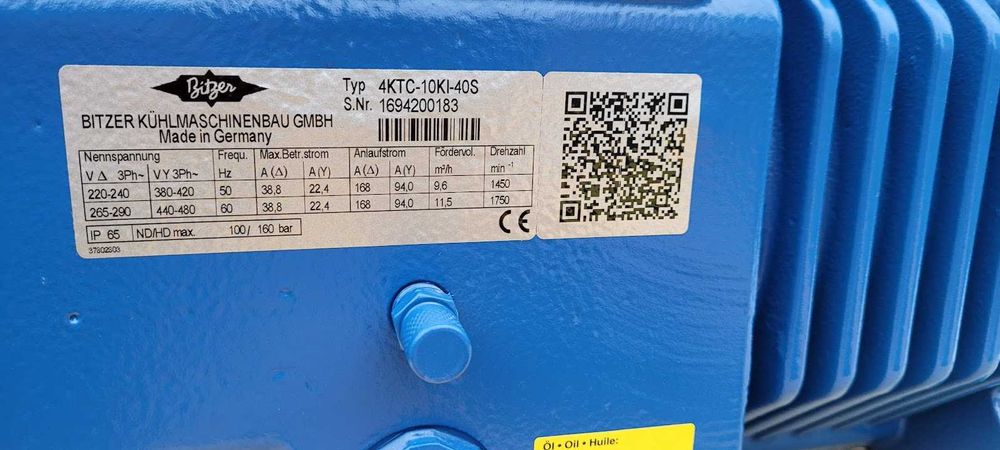 Bitzer
BITZER KÜHLMASCHINENBAU GMBH
Made in Germany
Typ 4KTC-10KI-40S
S.Nr. 1694200183
Nennspannung Frequ. Max.Betr.strom Anlaufstrom Fördervol. Drehzahl
V Δ 3Ph~ V Y 3Ph~ Hz A (Δ) A (Y) A (Δ) A (Y) m³/h min⁻¹
220-240 380-420 50 38,8 22,4 168 94,0 9,6 1450
265-290 440-480 60 38,8 22,4 168 94,0 11,5 1750
IP 65 ND/HD max. 100/ 160 bar
37802803
CE
Öl • Oil • Huile: